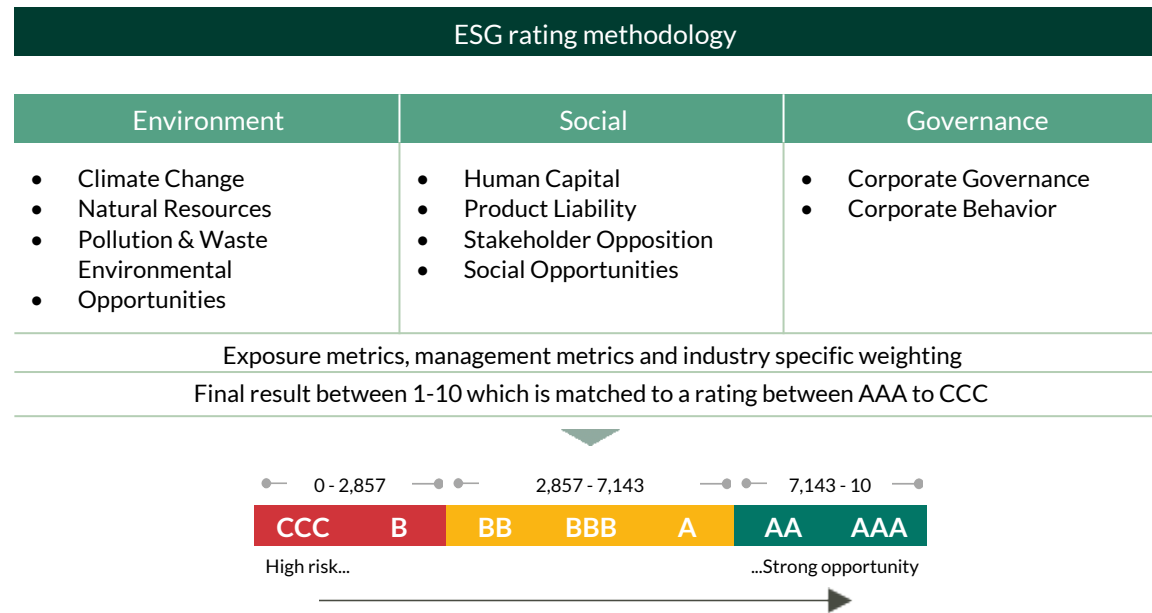 ESG rating methodology
Environment
Social
Governance
• Climate Change
• Natural Resources
• Pollution & Waste
Environmental
• Opportunities
• Human Capital
• Product Liability
• Stakeholder Opposition
• Social Opportunities
• Corporate Governance
• Corporate Behavior
Exposure metrics, management metrics and industry specific weighting
Final result between 1-10 which is matched to a rating between AAA to CCC
0 - 2,857
2,857 - 7,143
7,143 - 10
CCC B BB BBB A AA AAA
High risk...
...Strong opportunity